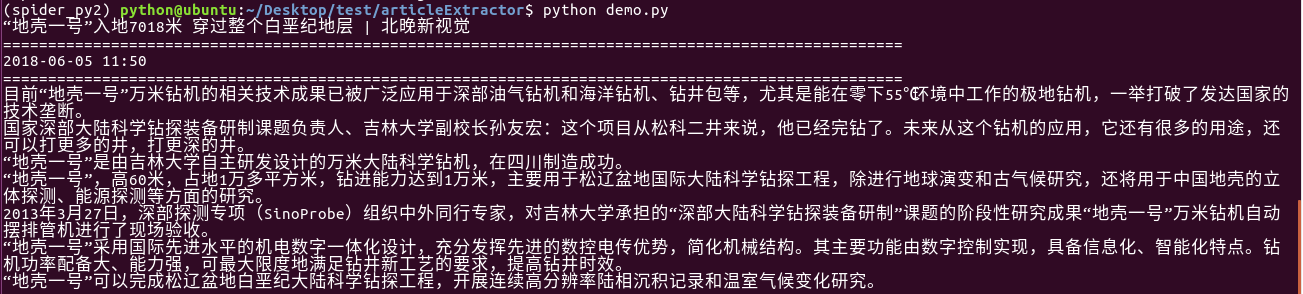 (spider_py2) python@ubuntu:~/Desktop/test/articleExtractor$ python demo.py
“地壳一号”入地7018米 穿过整个白垩纪地层 | 北晚新视觉
====================================================================================================
2018-06-05 11:50
====================================================================================================
目前“地壳一号”万米钻机的相关技术成果已被广泛应用于深部油气钻机和海洋钻机、钻井包等，尤其是能在零下55℃环境中工作的极地钻机，一举打破了发达国家的
技术垄断。
国家深部大陆科学钻探装备研制课题负责人、吉林大学副校长孙友宏：这个项目从松科二井来说，他已经完钻了。未来从这个钻机的应用，它还有很多的用途，还
可以打更多的井，打更深的井。
“地壳一号”是由吉林大学自主研发设计的万米大陆科学钻机，在四川制造成功。
“地壳一号”，高60米，占地1万多平方米，钻进能力达到1万米，主要用于松辽盆地国际大陆科学钻探工程，除进行地球演变和古气候研究，还将用于中国地壳的立
体探测、能源探测等方面的研究。
2013年3月27日，深部探测专项（SinoProbe）组织中外同行专家，对吉林大学承担的“深部大陆科学钻探装备研制”课题的阶段性研究成果“地壳一号”万米钻机自动
摆排管机进行了现场验收。
“地壳一号”采用国际先进水平的机电数字一体化设计，充分发挥先进的数控电传优势，简化机械结构。其主要功能由数字控制实现，具备信息化、智能化特点。钻
机功率配备大、能力强，可最大限度地满足钻井新工艺的要求，提高钻井时效。
“地壳一号”可以完成松辽盆地白垩纪大陆科学钻探工程，开展连续高分辨率陆相沉积记录和温室气候变化研究。